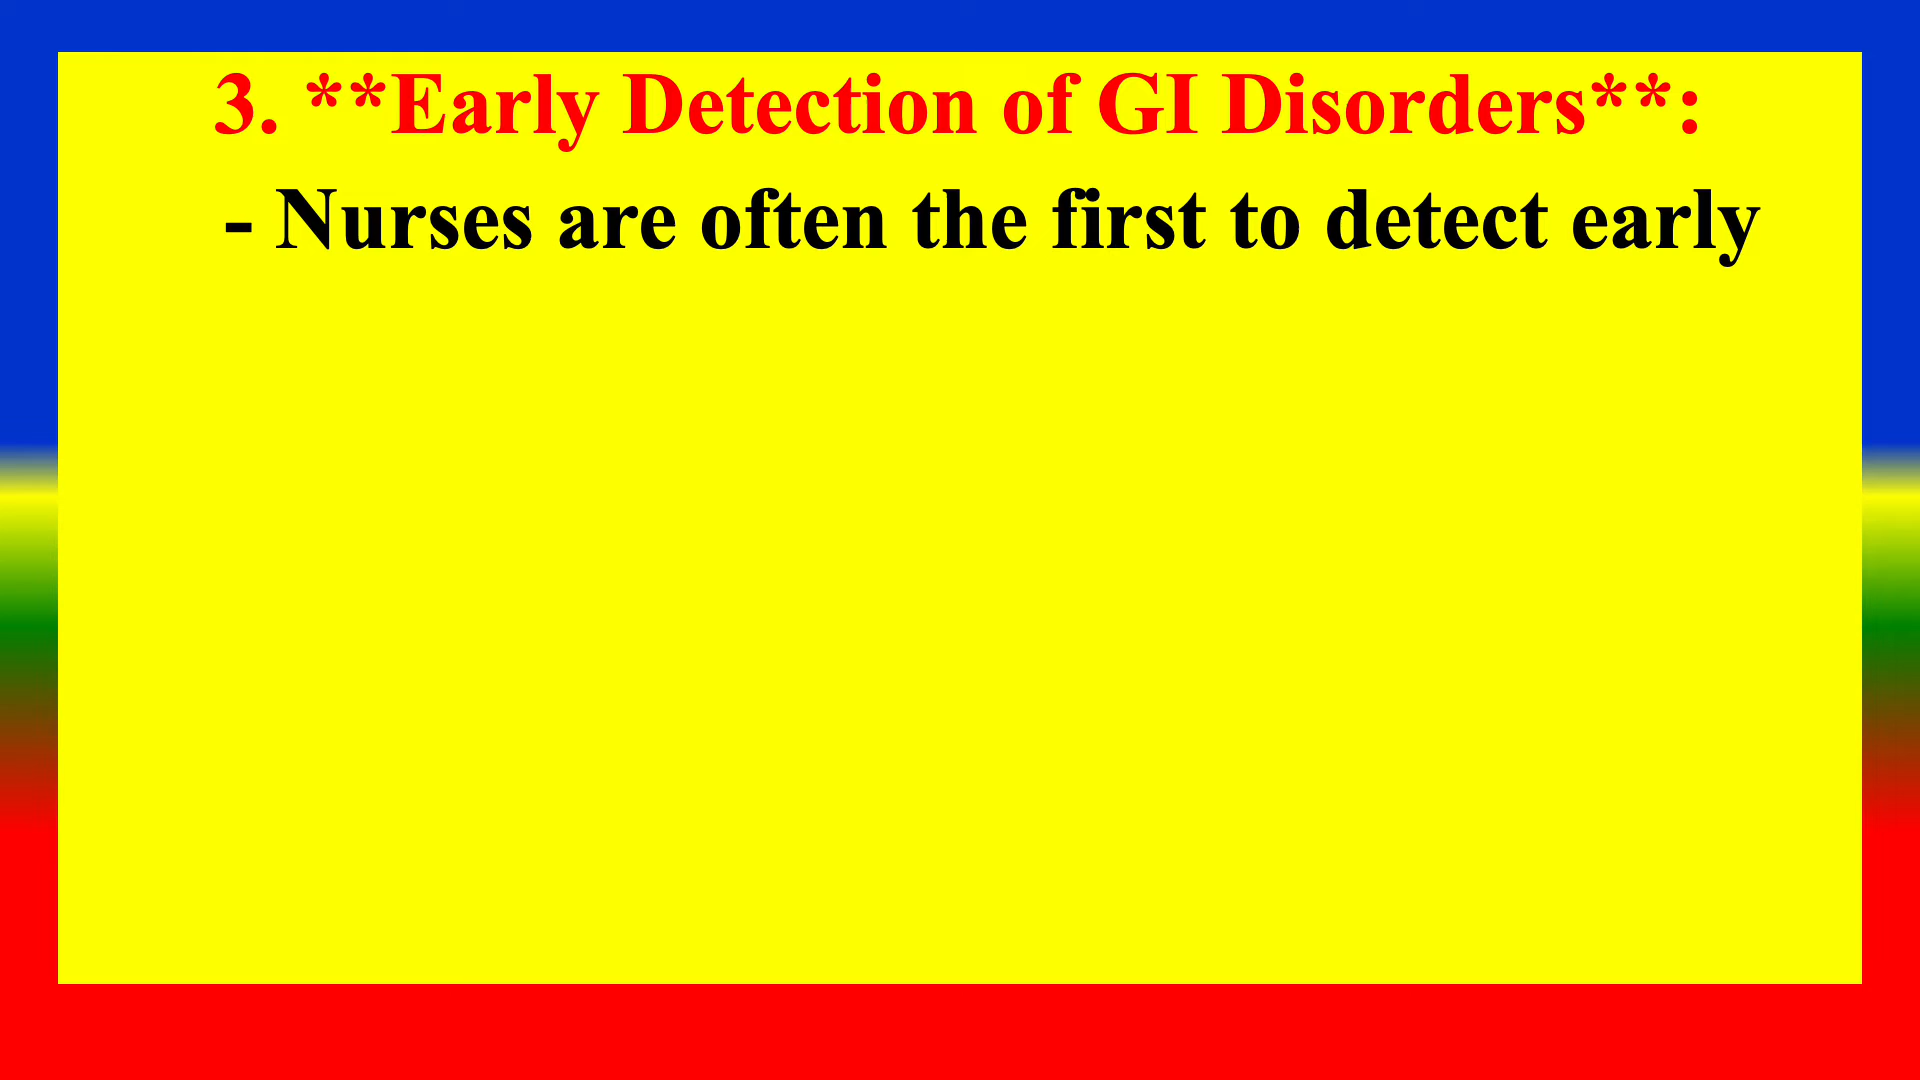 3. **Early Detection of GI Disorders**:
- Nurses are often the first to detect early